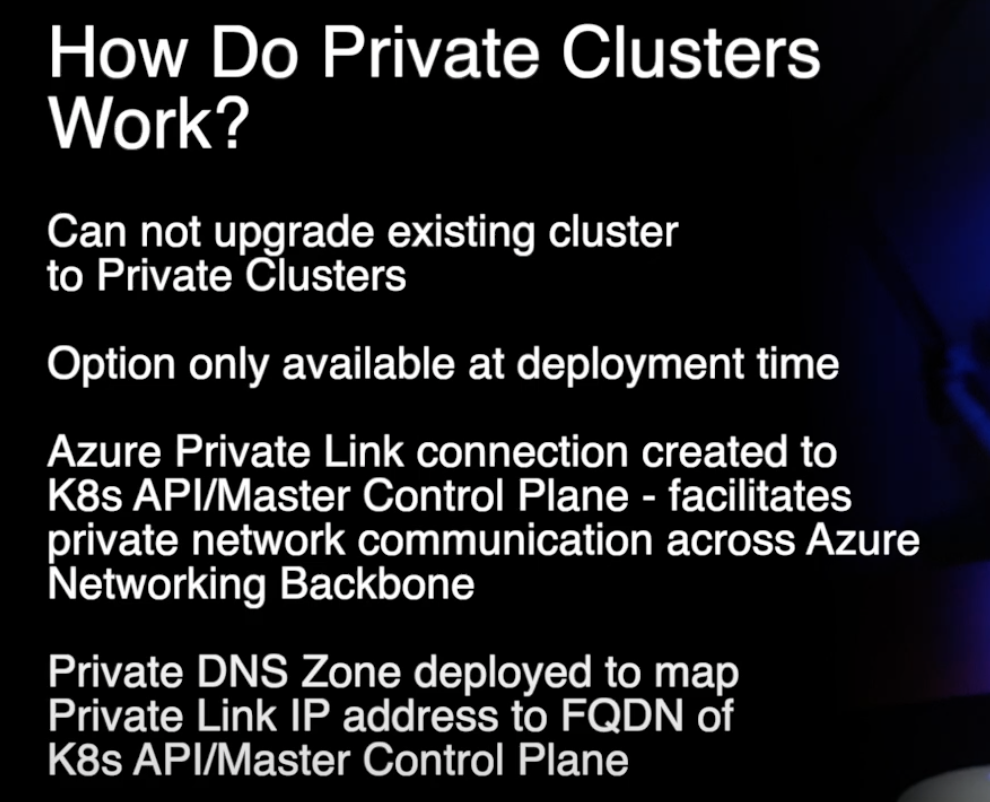 How Do Private Clusters
Work?
Can not upgrade existing cluster
to Private Clusters
Option only available at deployment time
Azure Private Link connection created to
K8s API/Master Control Plane - facilitates
private network communication across Azure
Networking Backbone
Private DNS Zone deployed to map
Private Link IP address to FQDN of
K8s API/Master Control Plane